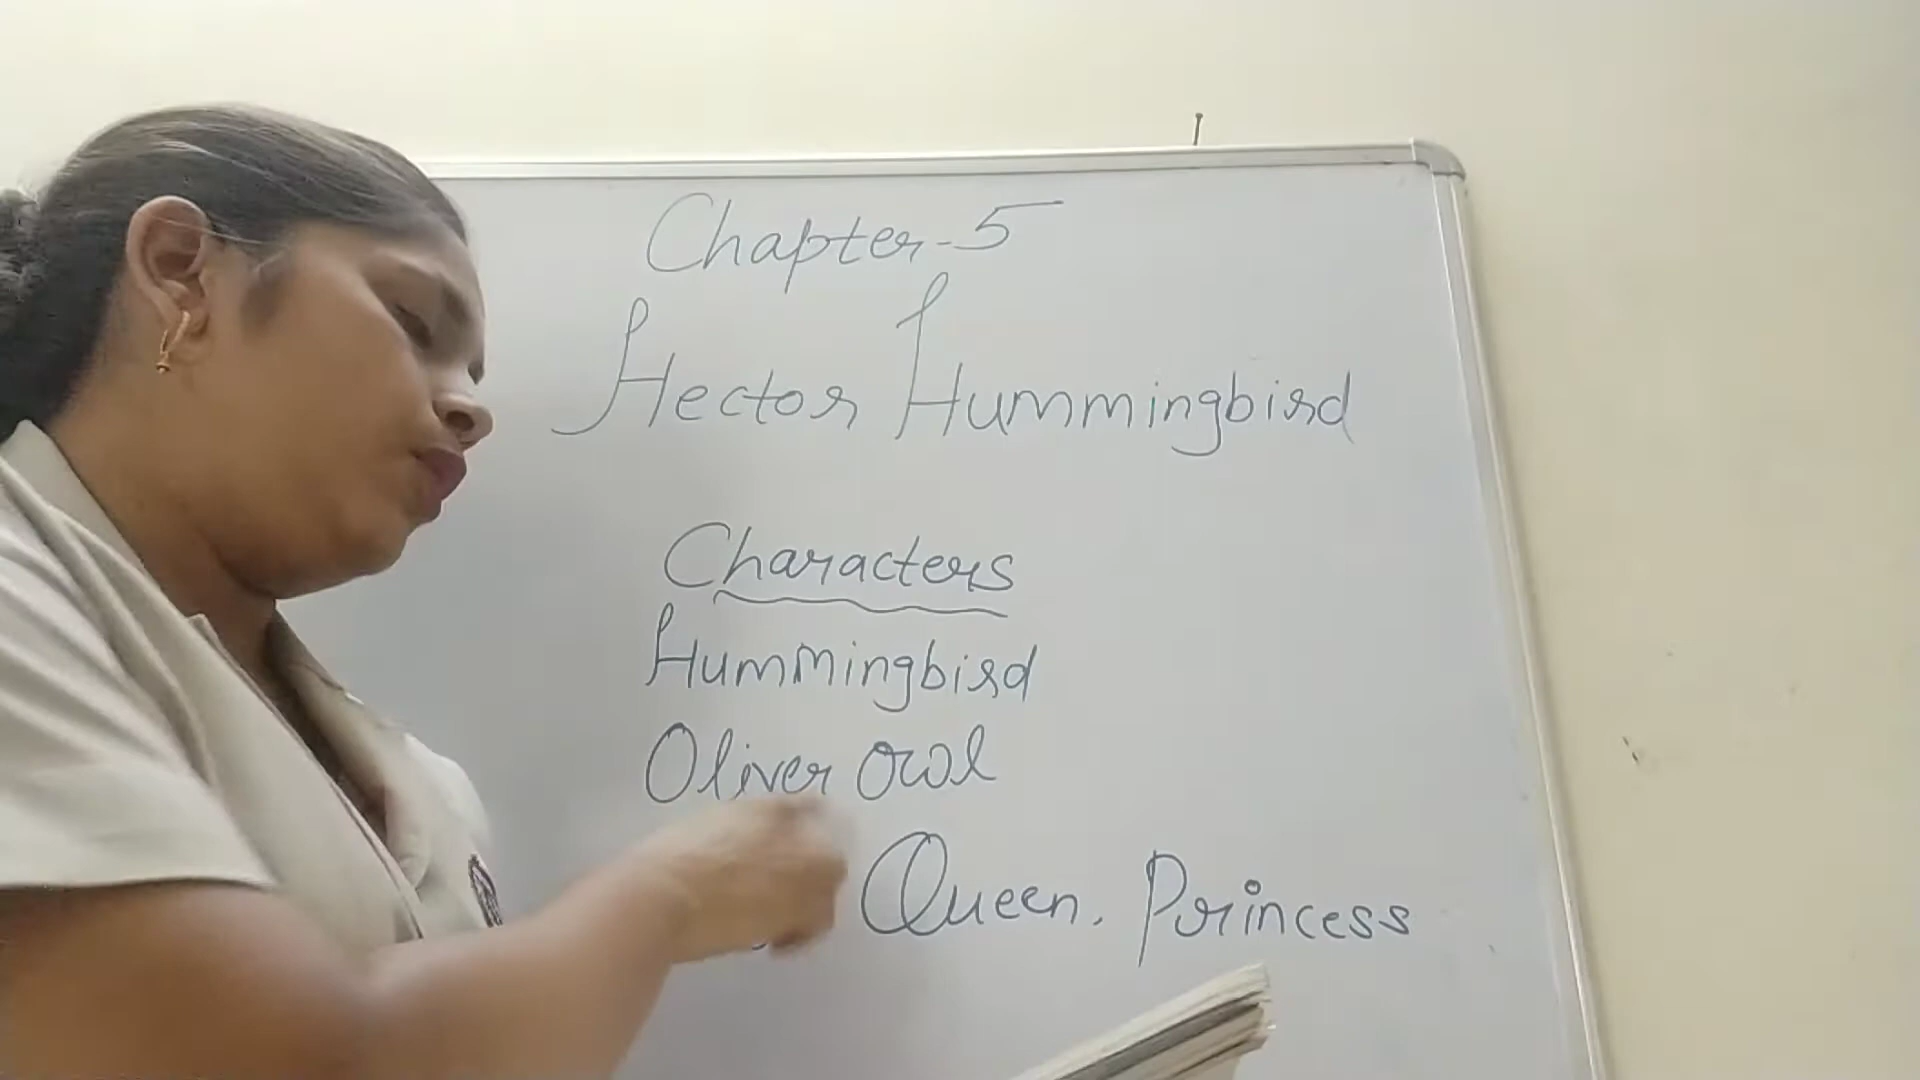 Chapter-5
Hector Hummingbird
Characters
Hummingbird
Oliver owl
Queen. Princess